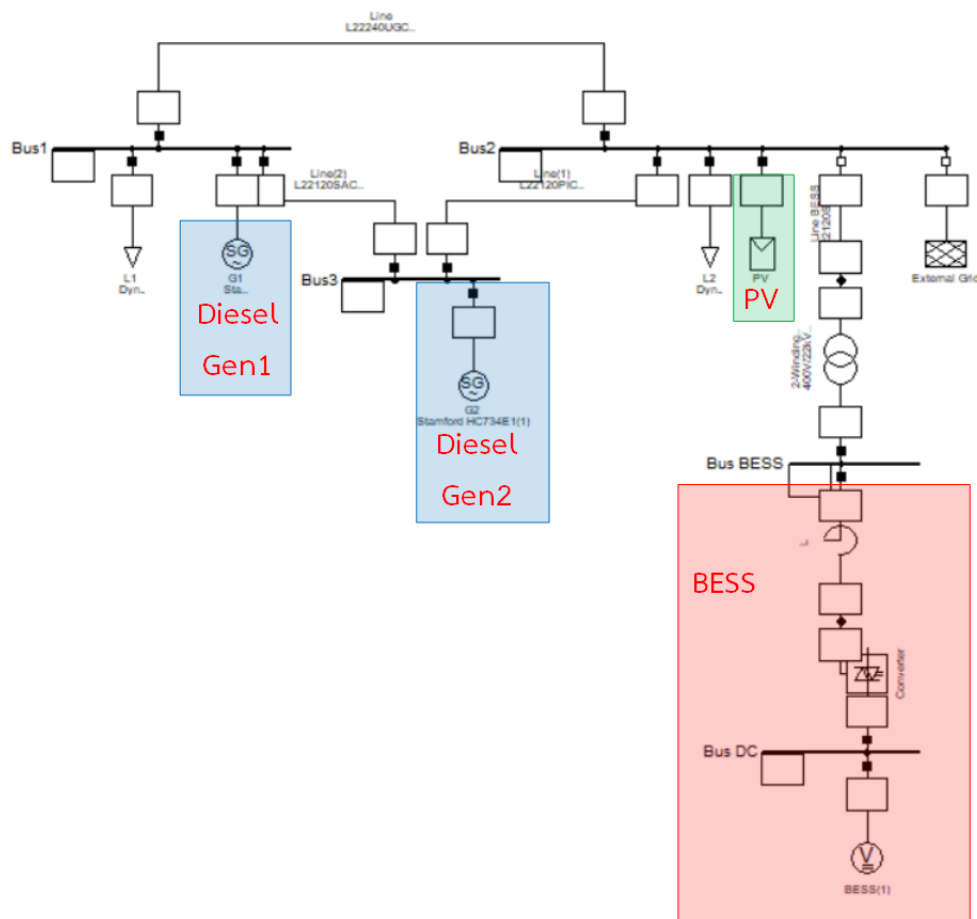 Line
L22240UGC..
Bus1
Bus2
Line(2)
L22120SAC..
Line(1)
L22120PIC..
Line BESS
L1
Dyn..
SG
~
G1
Sta..
Diesel
Gen1
Bus3
SG
~
G2
Stamford HC734E1(1)
Diesel
Gen2
L2
Dyn..
PV
PV
External Grid
2-Winding..
400V/22kV..
Bus BESS
L
BESS
Converter
Bus DC
V
BESS(1)